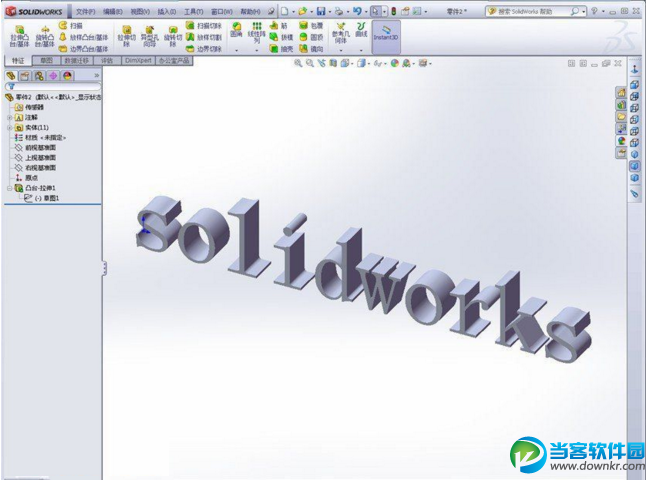 SOLIDWORKS 文件(F) 编辑(E) 视图(V) 插入(I) 工具(T) 窗口(W) 帮助(H) 零件2 * 搜索 SolidWorks 帮助
拉伸凸台/基体 旋转凸台/基体 扫描 放样凸台/基体 边界凸台/基体 拉伸切除 异型孔向导 旋转切除 扫描切除 放样切割 边界切除 圆角 线性阵列 筋 拔模 抽壳 包覆 圆顶 镜向 参考几何体 曲线 Instant3D
特征 草图 数据迁移 评估 DimXpert 办公室产品
零件2 (默认<<默认>_显示状态
传感器
注解
实体(11)
材质 <未指定>
前视基准面
上视基准面
右视基准面
原点
凸台-拉伸1
(-) 草图1
solidworks
当客软件园
www.downkr.com